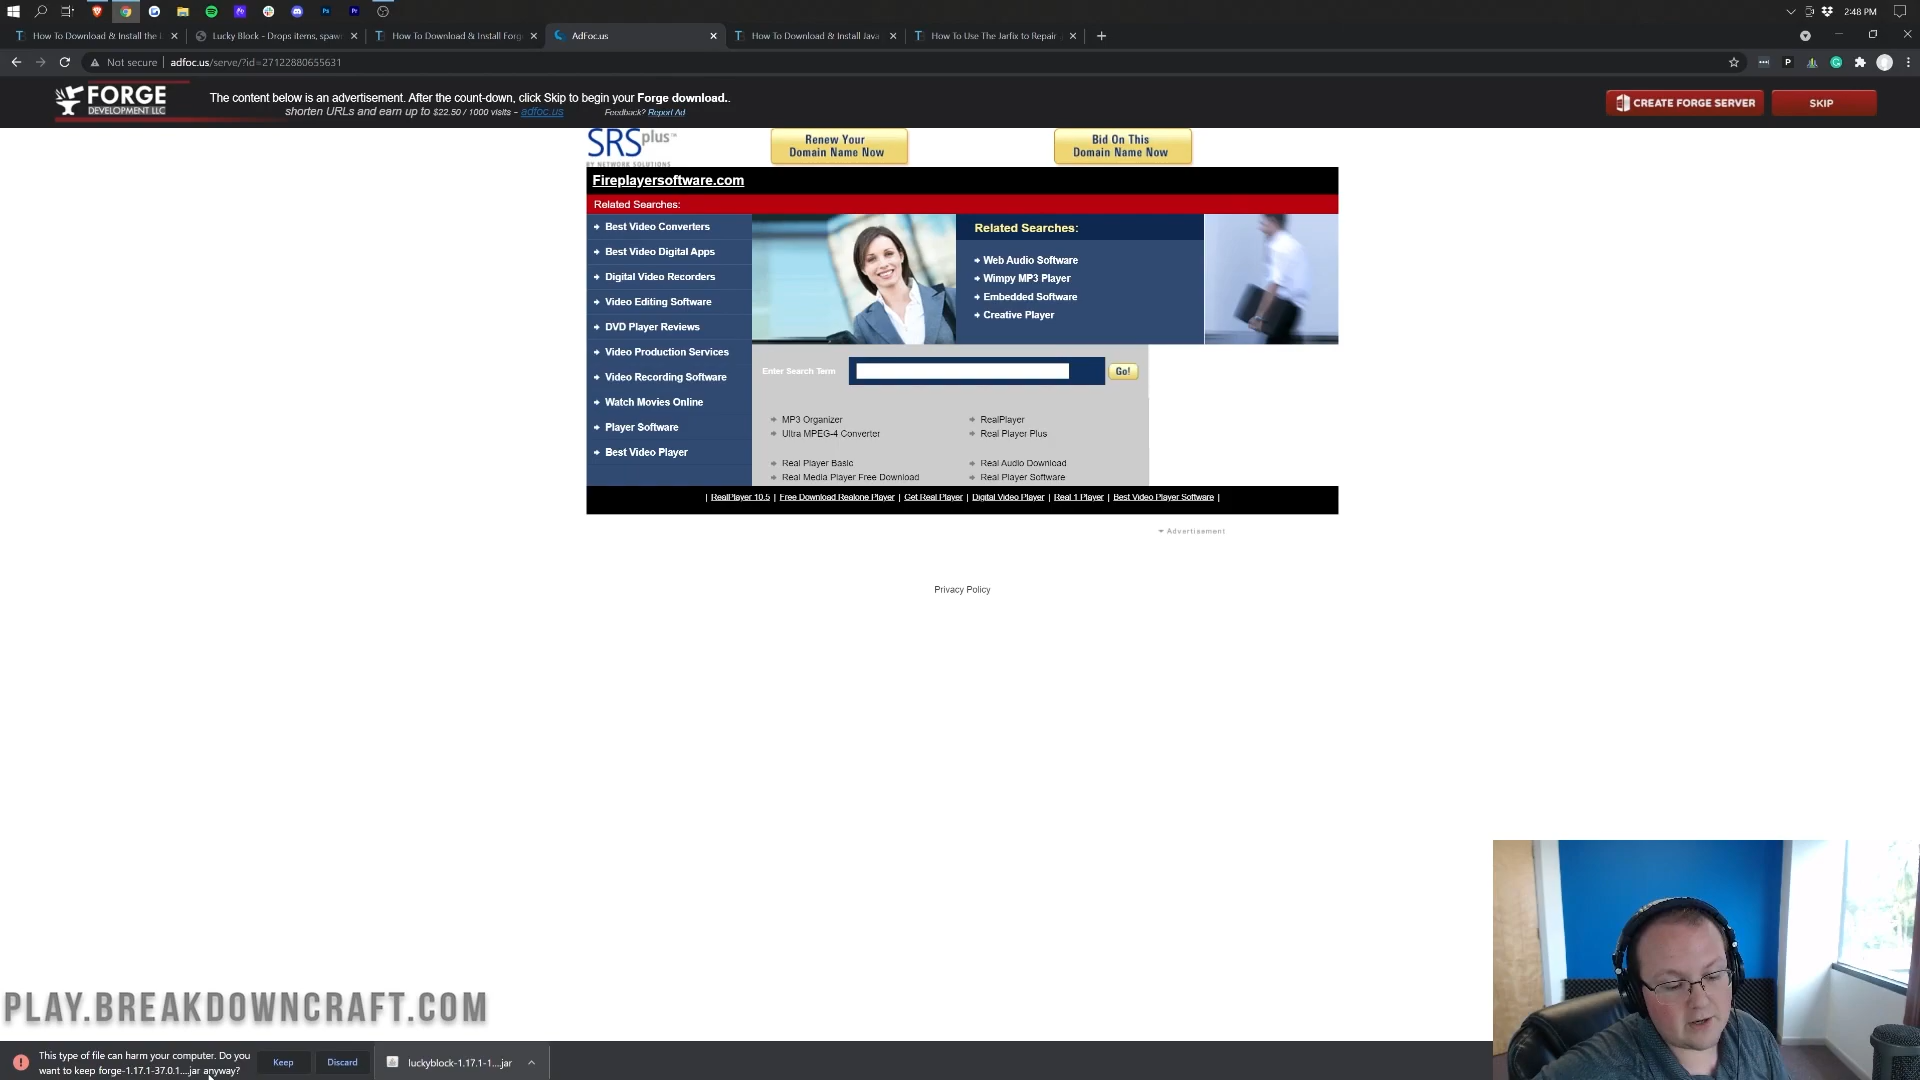 2:48 PM
How To Download & Install the
Lucky Block - Drops items, spawn
How To Download & Install Forg
AdFoc.us
How To Download & Install Java
How To Use The Jarfix to Repair
Not secure
adfoc.us/serve/?id=27122880655631
FORGE
DEVELOPMENT LLC
The content below is an advertisement. After the count-down, click Skip to begin your Forge download..
shorten URLs and earn up to $22.50 / 1000 visits - adfoc.us
Feedback? Report Ad
CREATE FORGE SERVER
SKIP
SRSplus™
BY NETWORK SOLUTIONS
Renew Your
Domain Name Now
Bid On This
Domain Name Now
Fireplayersoftware.com
Related Searches:
Best Video Converters
Best Video Digital Apps
Digital Video Recorders
Video Editing Software
DVD Player Reviews
Video Production Services
Video Recording Software
Watch Movies Online
Player Software
Best Video Player
Related Searches:
Web Audio Software
Wimpy MP3 Player
Embedded Software
Creative Player
Enter Search Term
Go!
MP3 Organizer
Ultra MPEG-4 Converter
Real Player Basic
Real Media Player Free Download
RealPlayer
Real Player Plus
Real Audio Download
Real Player Software
| RealPlayer 10.5 | Free Download Realone Player | Get Real Player | Digital Video Player | Real 1 Player | Best Video Player Software |
Advertisement
Privacy Policy
PLAY.BREAKDOWNCRAFT.COM
This type of file can harm your computer. Do you
want to keep forge-1.17.1-37.0.1....jar anyway?
Keep
Discard
luckyblock-1.17.1-1....jar